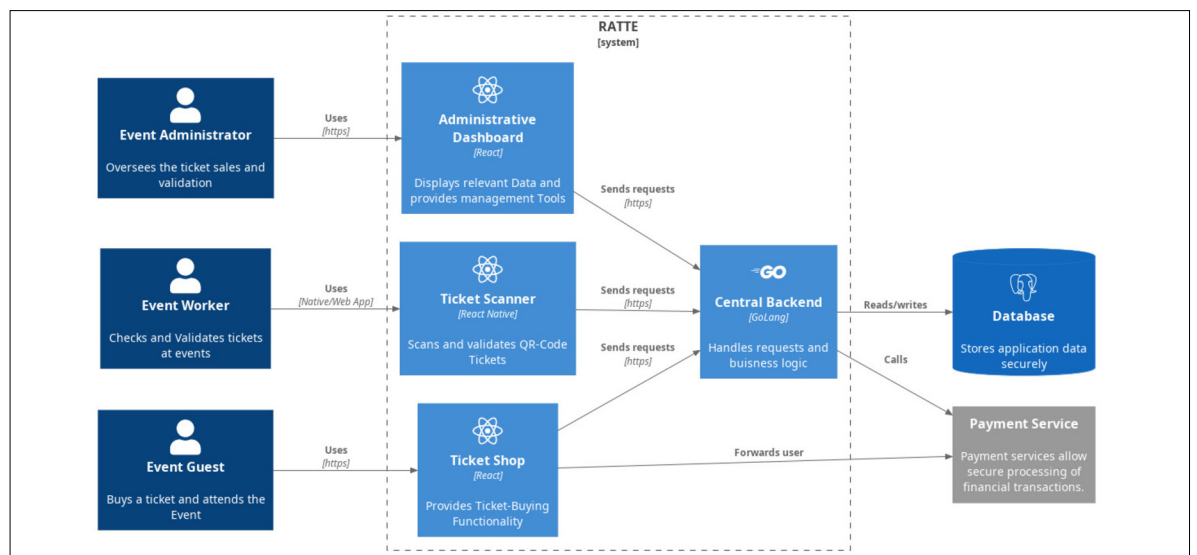 RATTE
[system]
Event Administrator
Oversees the ticket sales and
validation
Uses
[https]
Administrative
Dashboard
[React]
Displays relevant Data and
provides management Tools
Sends requests
[https]
Event Worker
Checks and Validates tickets
at events
Uses
[Native/Web App]
Ticket Scanner
[React Native]
Scans and validates QR-Code
Tickets
Sends requests
[https]
GO
Central Backend
[GoLang]
Handles requests and
buisness logic
Reads/writes
Database
Stores application data
securely
Sends requests
[https]
Calls
Event Guest
Buys a ticket and attends the
Event
Uses
[https]
Ticket Shop
[React]
Provides Ticket-Buying
Functionality
Forwards user
Payment Service
Payment services allow
secure processing of
financial transactions.